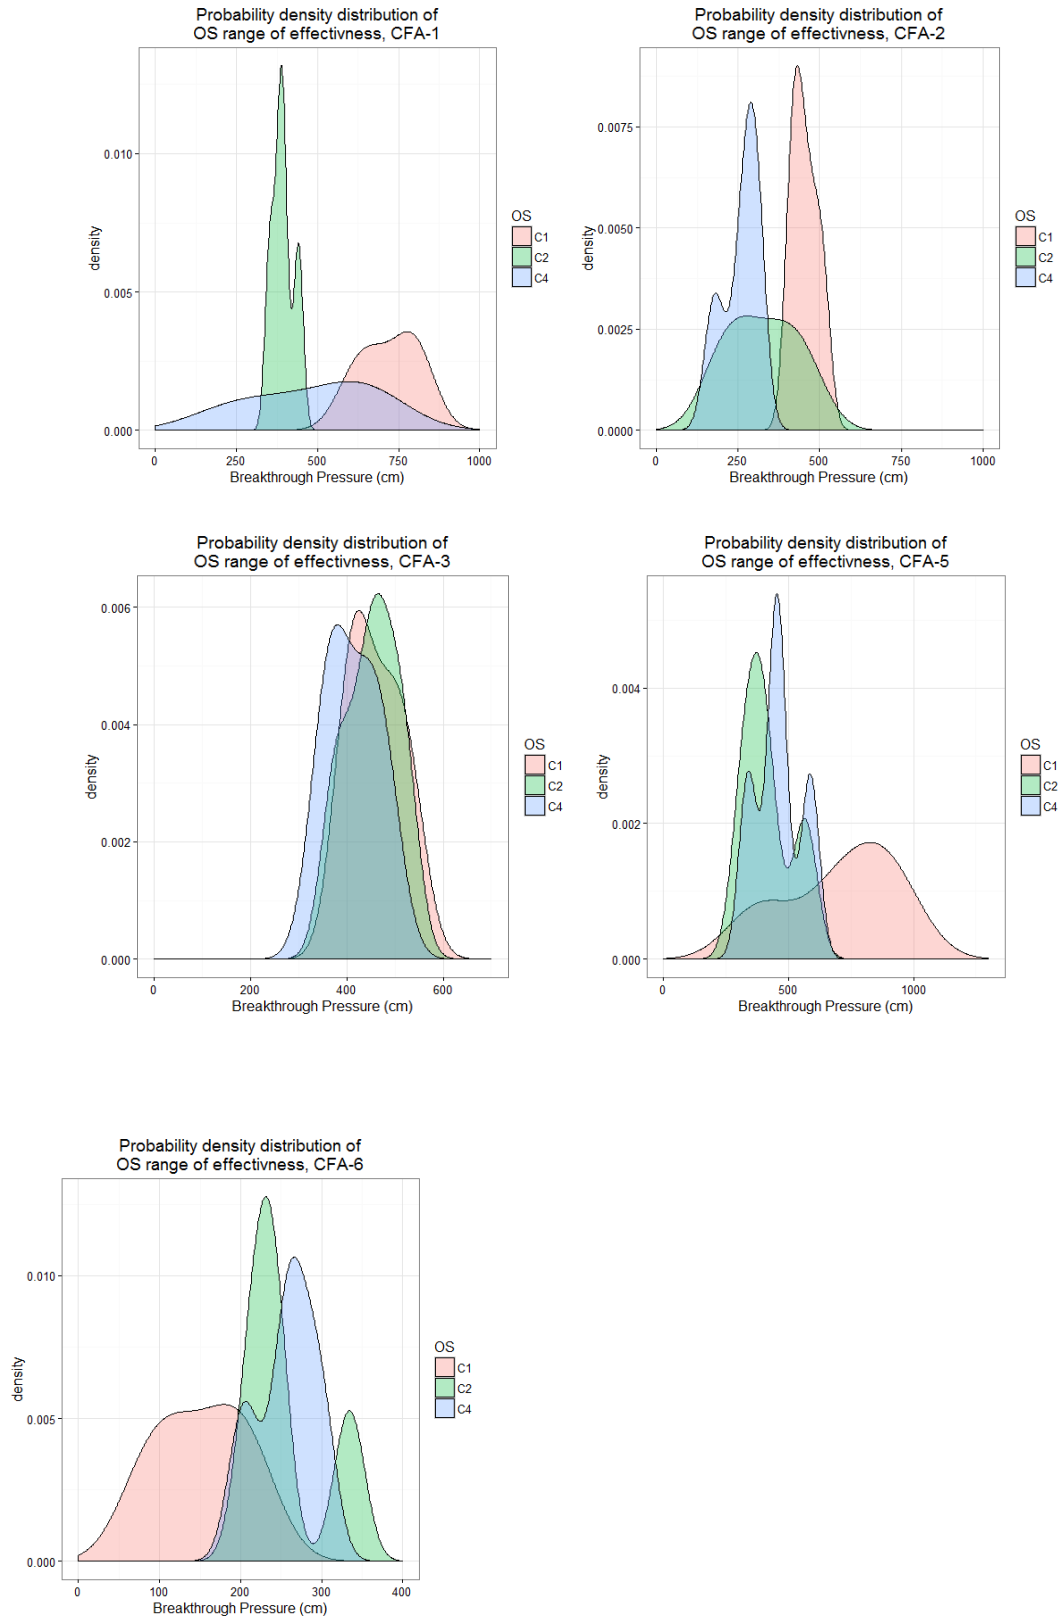 Probability density distribution of
OS range of effectivness, CFA-1
0.010
0.005
0.000
density
0
250
500
750
1000
Breakthrough Pressure (cm)
OS
C1
C2
C4
Probability density distribution of
OS range of effectivness, CFA-2
0.0075
0.0050
0.0025
0.0000
density
0
250
500
750
1000
Breakthrough Pressure (cm)
OS
C1
C2
C4
Probability density distribution of
OS range of effectivness, CFA-3
0.006
0.004
0.002
0.000
density
0
200
400
600
Breakthrough Pressure (cm)
OS
C1
C2
C4
Probability density distribution of
OS range of effectivness, CFA-5
0.004
0.002
0.000
density
0
500
1000
Breakthrough Pressure (cm)
OS
C1
C2
C4
Probability density distribution of
OS range of effectivness, CFA-6
0.010
0.005
0.000
density
0
100
200
300
400
Breakthrough Pressure (cm)
OS
C1
C2
C4